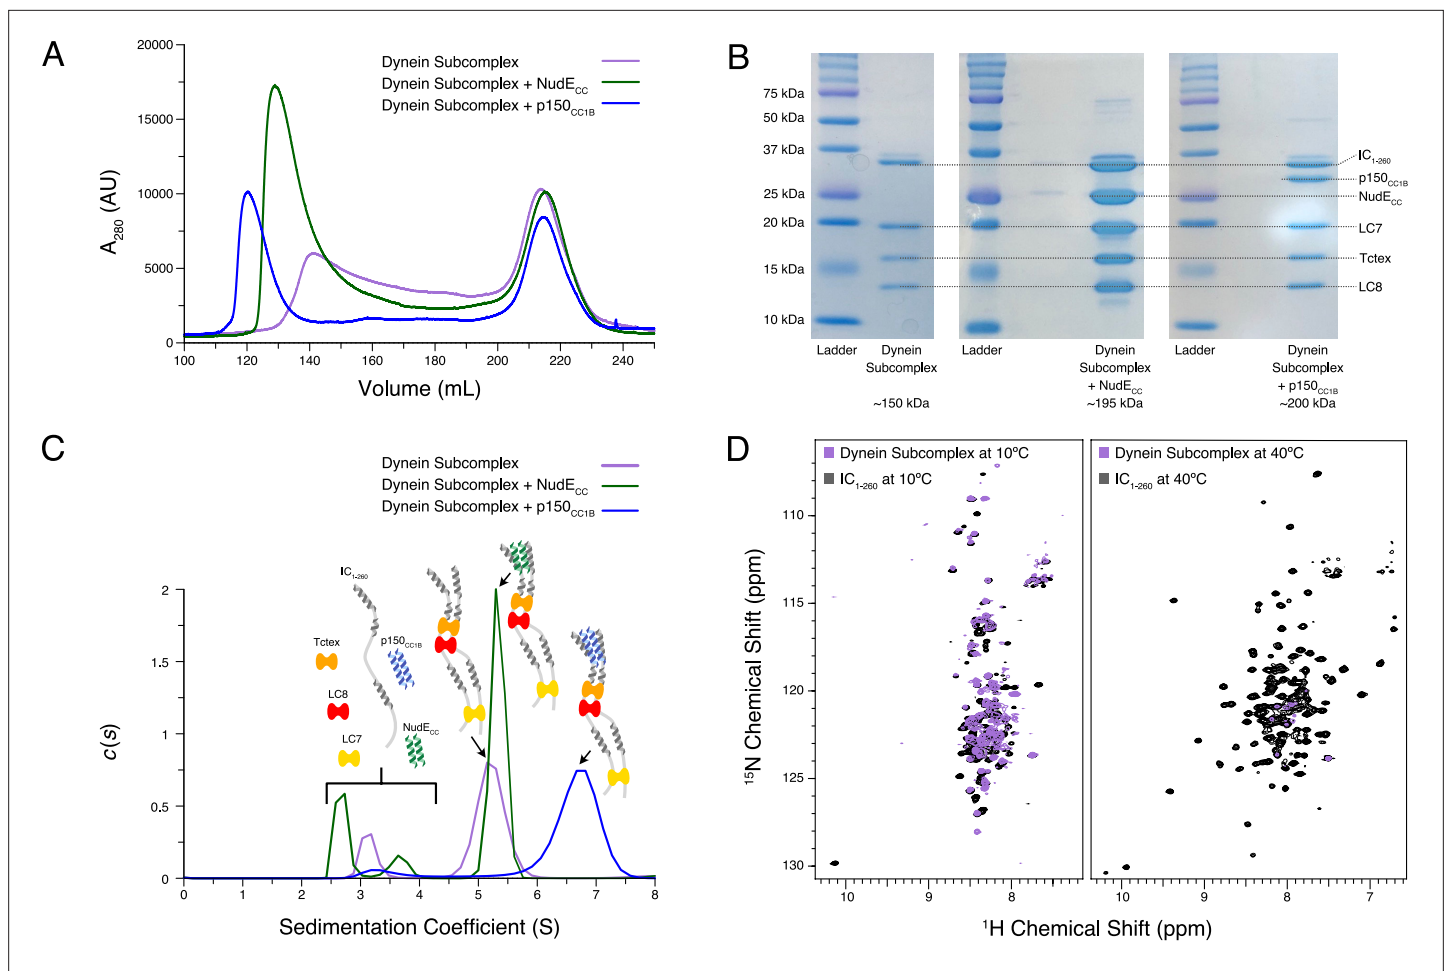 A
20000
15000
10000
5000
0
A280 (AU)
100 120 140 160 180 200 220 240
Volume (mL)
Dynein Subcomplex
Dynein Subcomplex + NudECC
Dynein Subcomplex + p150CC1B
B
75 kDa
50 kDa
37 kDa
25 kDa
20 kDa
15 kDa
10 kDa
IC1-260
p150CC1B
NudECC
LC7
Tctex
LC8
Ladder
Dynein
Subcomplex
~150 kDa
Ladder
Dynein
Subcomplex
+ NudECC
~195 kDa
Ladder
Dynein
Subcomplex
+ p150CC1B
~200 kDa
C
Dynein Subcomplex
Dynein Subcomplex + NudECC
Dynein Subcomplex + p150CC1B
2
1.5
1
0.5
0
c(s)
IC1-260
Tctex
p150CC1B
LC8
LC7
NudECC
0 1 2 3 4 5 6 7 8
Sedimentation Coefficient (S)
D
Dynein Subcomplex at 10ºC
IC1-260 at 10ºC
Dynein Subcomplex at 40ºC
IC1-260 at 40ºC
110
115
120
125
130
15N Chemical Shift (ppm)
10 9 8
10 9 8 7
1H Chemical Shift (ppm)